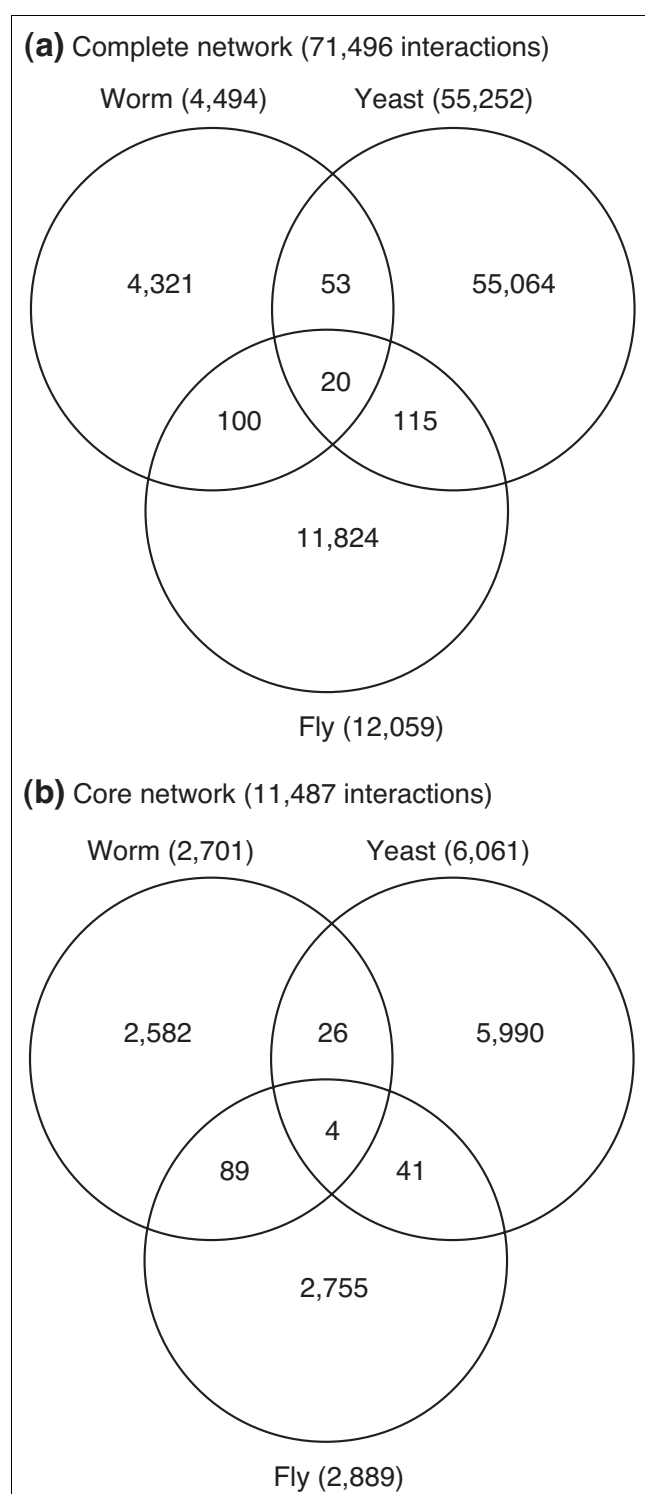 (a) Complete network (71,496 interactions)
Worm (4,494) Yeast (55,252)
4,321 53 55,064
20
100 115
11,824
Fly (12,059)
(b) Core network (11,487 interactions)
Worm (2,701) Yeast (6,061)
2,582 26 5,990
4
89 41
2,755
Fly (2,889)